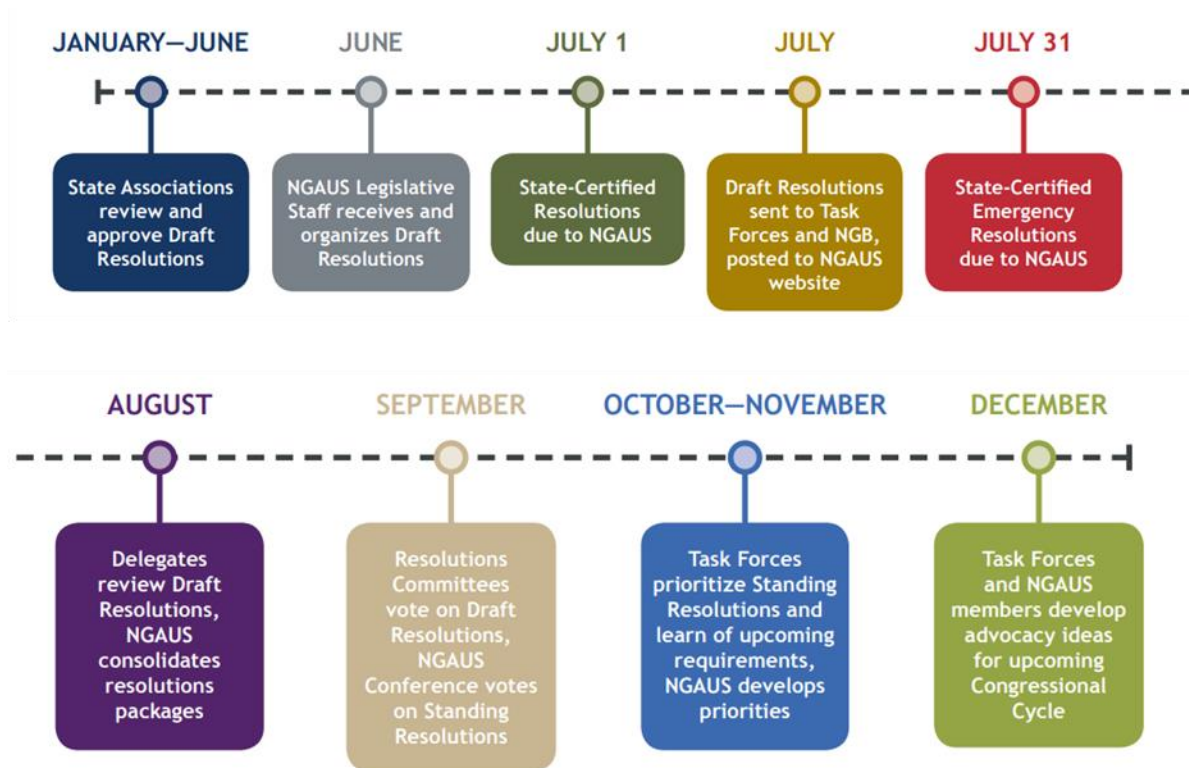 JANUARY—JUNE
State Associations
review and
approve Draft
Resolutions
JUNE
NGAUS Legislative
Staff receives and
organizes Draft
Resolutions
JULY 1
State-Certified
Resolutions
due to NGAUS
JULY
Draft Resolutions
sent to Task
Forces and NGB,
posted to NGAUS
website
JULY 31
State-Certified
Emergency
Resolutions
due to NGAUS
AUGUST
Delegates
review Draft
Resolutions,
NGAUS
consolidates
resolutions
packages
SEPTEMBER
Resolutions
Committees
vote on Draft
Resolutions,
NGAUS
Conference votes
on Standing
Resolutions
OCTOBER—NOVEMBER
Task Forces
prioritize Standing
Resolutions and
learn of upcoming
requirements,
NGAUS develops
priorities
DECEMBER
Task Forces
and NGAUS
members develop
advocacy ideas
for upcoming
Congressional
Cycle